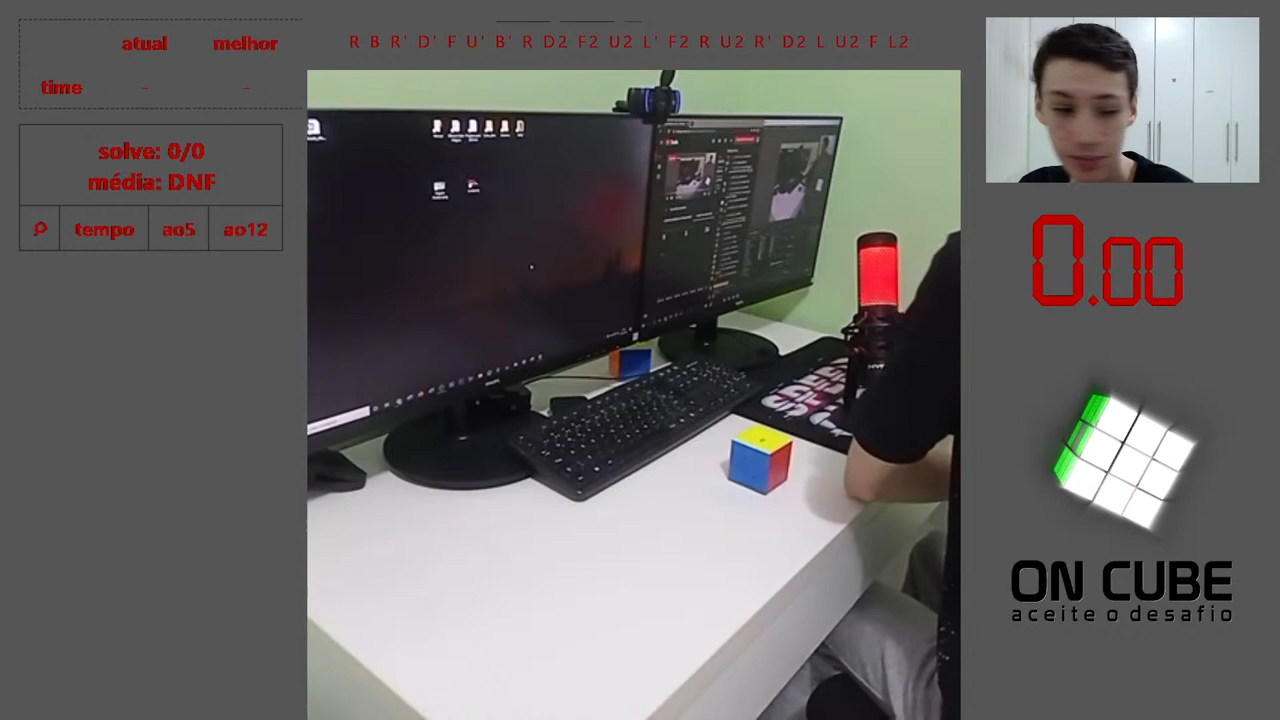 atual melhor
time - -
solve: 0/0
média: DNF
tempo ao5 ao12
R B R' D' F U' B' R D2 F2 U2 L' F2 R U2 R' D2 L U2 F L2
0.00
ON CUBE
aceite o desafio